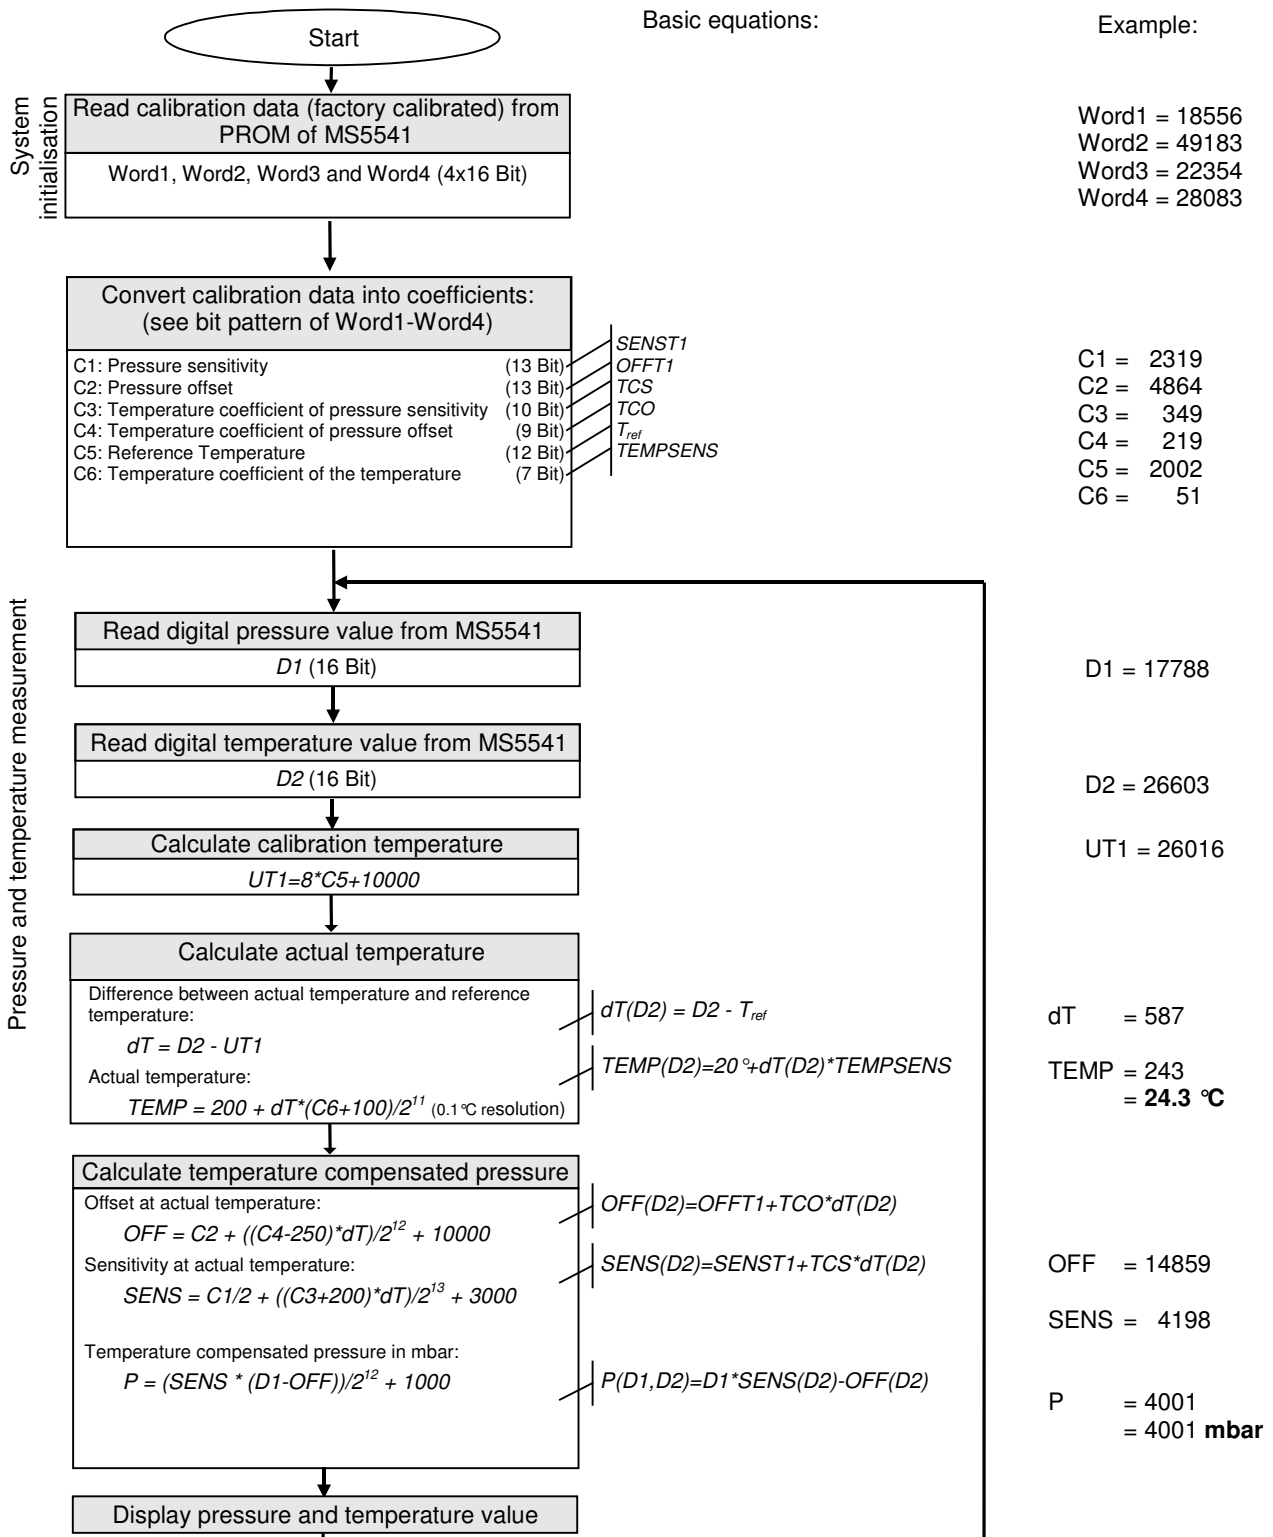 Basic equations:
Example:
Start
System
initialisation
Read calibration data (factory calibrated) from
PROM of MS5541
Word1, Word2, Word3 and Word4 (4x16 Bit)
Word1 = 18556
Word2 = 49183
Word3 = 22354
Word4 = 28083
Convert calibration data into coefficients:
(see bit pattern of Word1-Word4)
C1: Pressure sensitivity (13 Bit) SENST1
C2: Pressure offset (13 Bit) OFFT1
C3: Temperature coefficient of pressure sensitivity (10 Bit) TCS
C4: Temperature coefficient of pressure offset (9 Bit) TCO
C5: Reference Temperature (12 Bit) Tref
C6: Temperature coefficient of the temperature (7 Bit) TEMPSENS
C1 = 2319
C2 = 4864
C3 = 349
C4 = 219
C5 = 2002
C6 = 51
Pressure and temperature measurement
Read digital pressure value from MS5541
D1 (16 Bit)
D1 = 17788
Read digital temperature value from MS5541
D2 (16 Bit)
D2 = 26603
Calculate calibration temperature
UT1=8*C5+10000
UT1 = 26016
Calculate actual temperature
Difference between actual temperature and reference
temperature:
dT = D2 - UT1
dT(D2) = D2 - Tref
dT = 587
Actual temperature:
TEMP = 200 + dT*(C6+100)/2^11 (0.1°C resolution)
TEMP(D2)=20°+dT(D2)*TEMPSENS
TEMP = 243
= 24.3 °C
Calculate temperature compensated pressure
Offset at actual temperature:
OFF = C2 + ((C4-250)*dT)/2^12 + 10000
OFF(D2)=OFFT1+TCO*dT(D2)
OFF = 14859
Sensitivity at actual temperature:
SENS = C1/2 + ((C3+200)*dT)/2^13 + 3000
SENS(D2)=SENST1+TCS*dT(D2)
SENS = 4198
Temperature compensated pressure in mbar:
P = (SENS * (D1-OFF))/2^12 + 1000
P(D1,D2)=D1*SENS(D2)-OFF(D2)
P = 4001
= 4001 mbar
Display pressure and temperature value